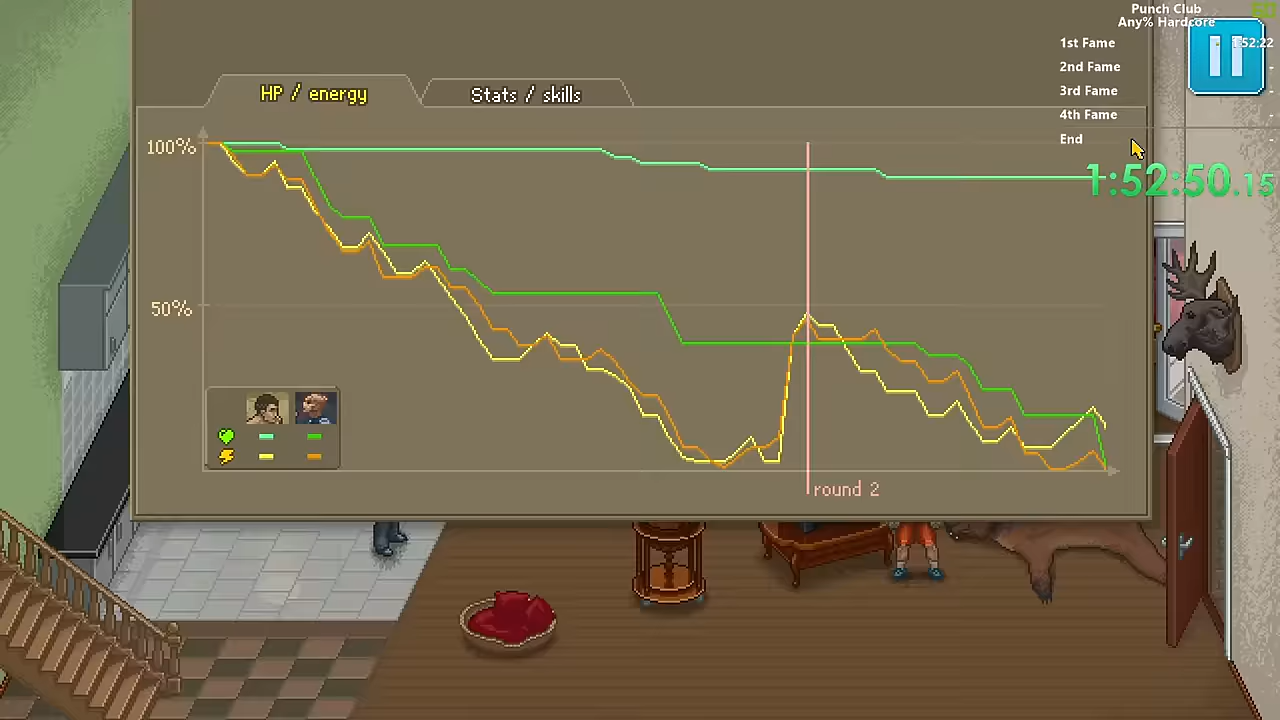 Punch Club
Any% Hardcore
60
1:52:22
1st Fame -
2nd Fame -
3rd Fame -
4th Fame -
End -
1:52:50.15
HP / energy
Stats / skills
100%
50%
round 2